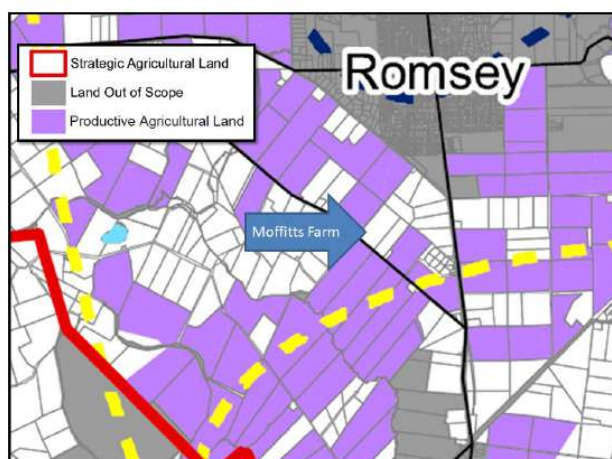 Romsey
Strategic Agricultural Land
Land Out of Scope
Productive Agricultural Land
Moffitts Farm